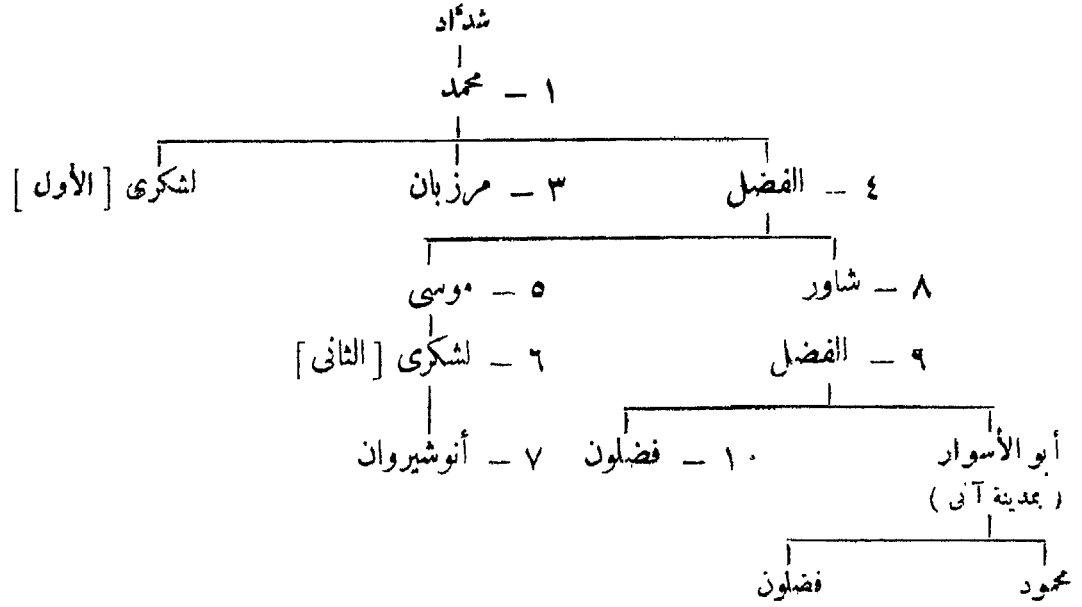 شدّاد
١ – محمد
٤ – الفضل ٣ – مرزبان لشكرى [ الأول ]
٨ – شاور ٥ – موسى
٩ – الفضل ٦ – لشكرى [ الثانى ]
أبو الأسوار ١٠ – فضلون ٧ – أنوشيروان
( بمدينة آنى )
محمود فضلون